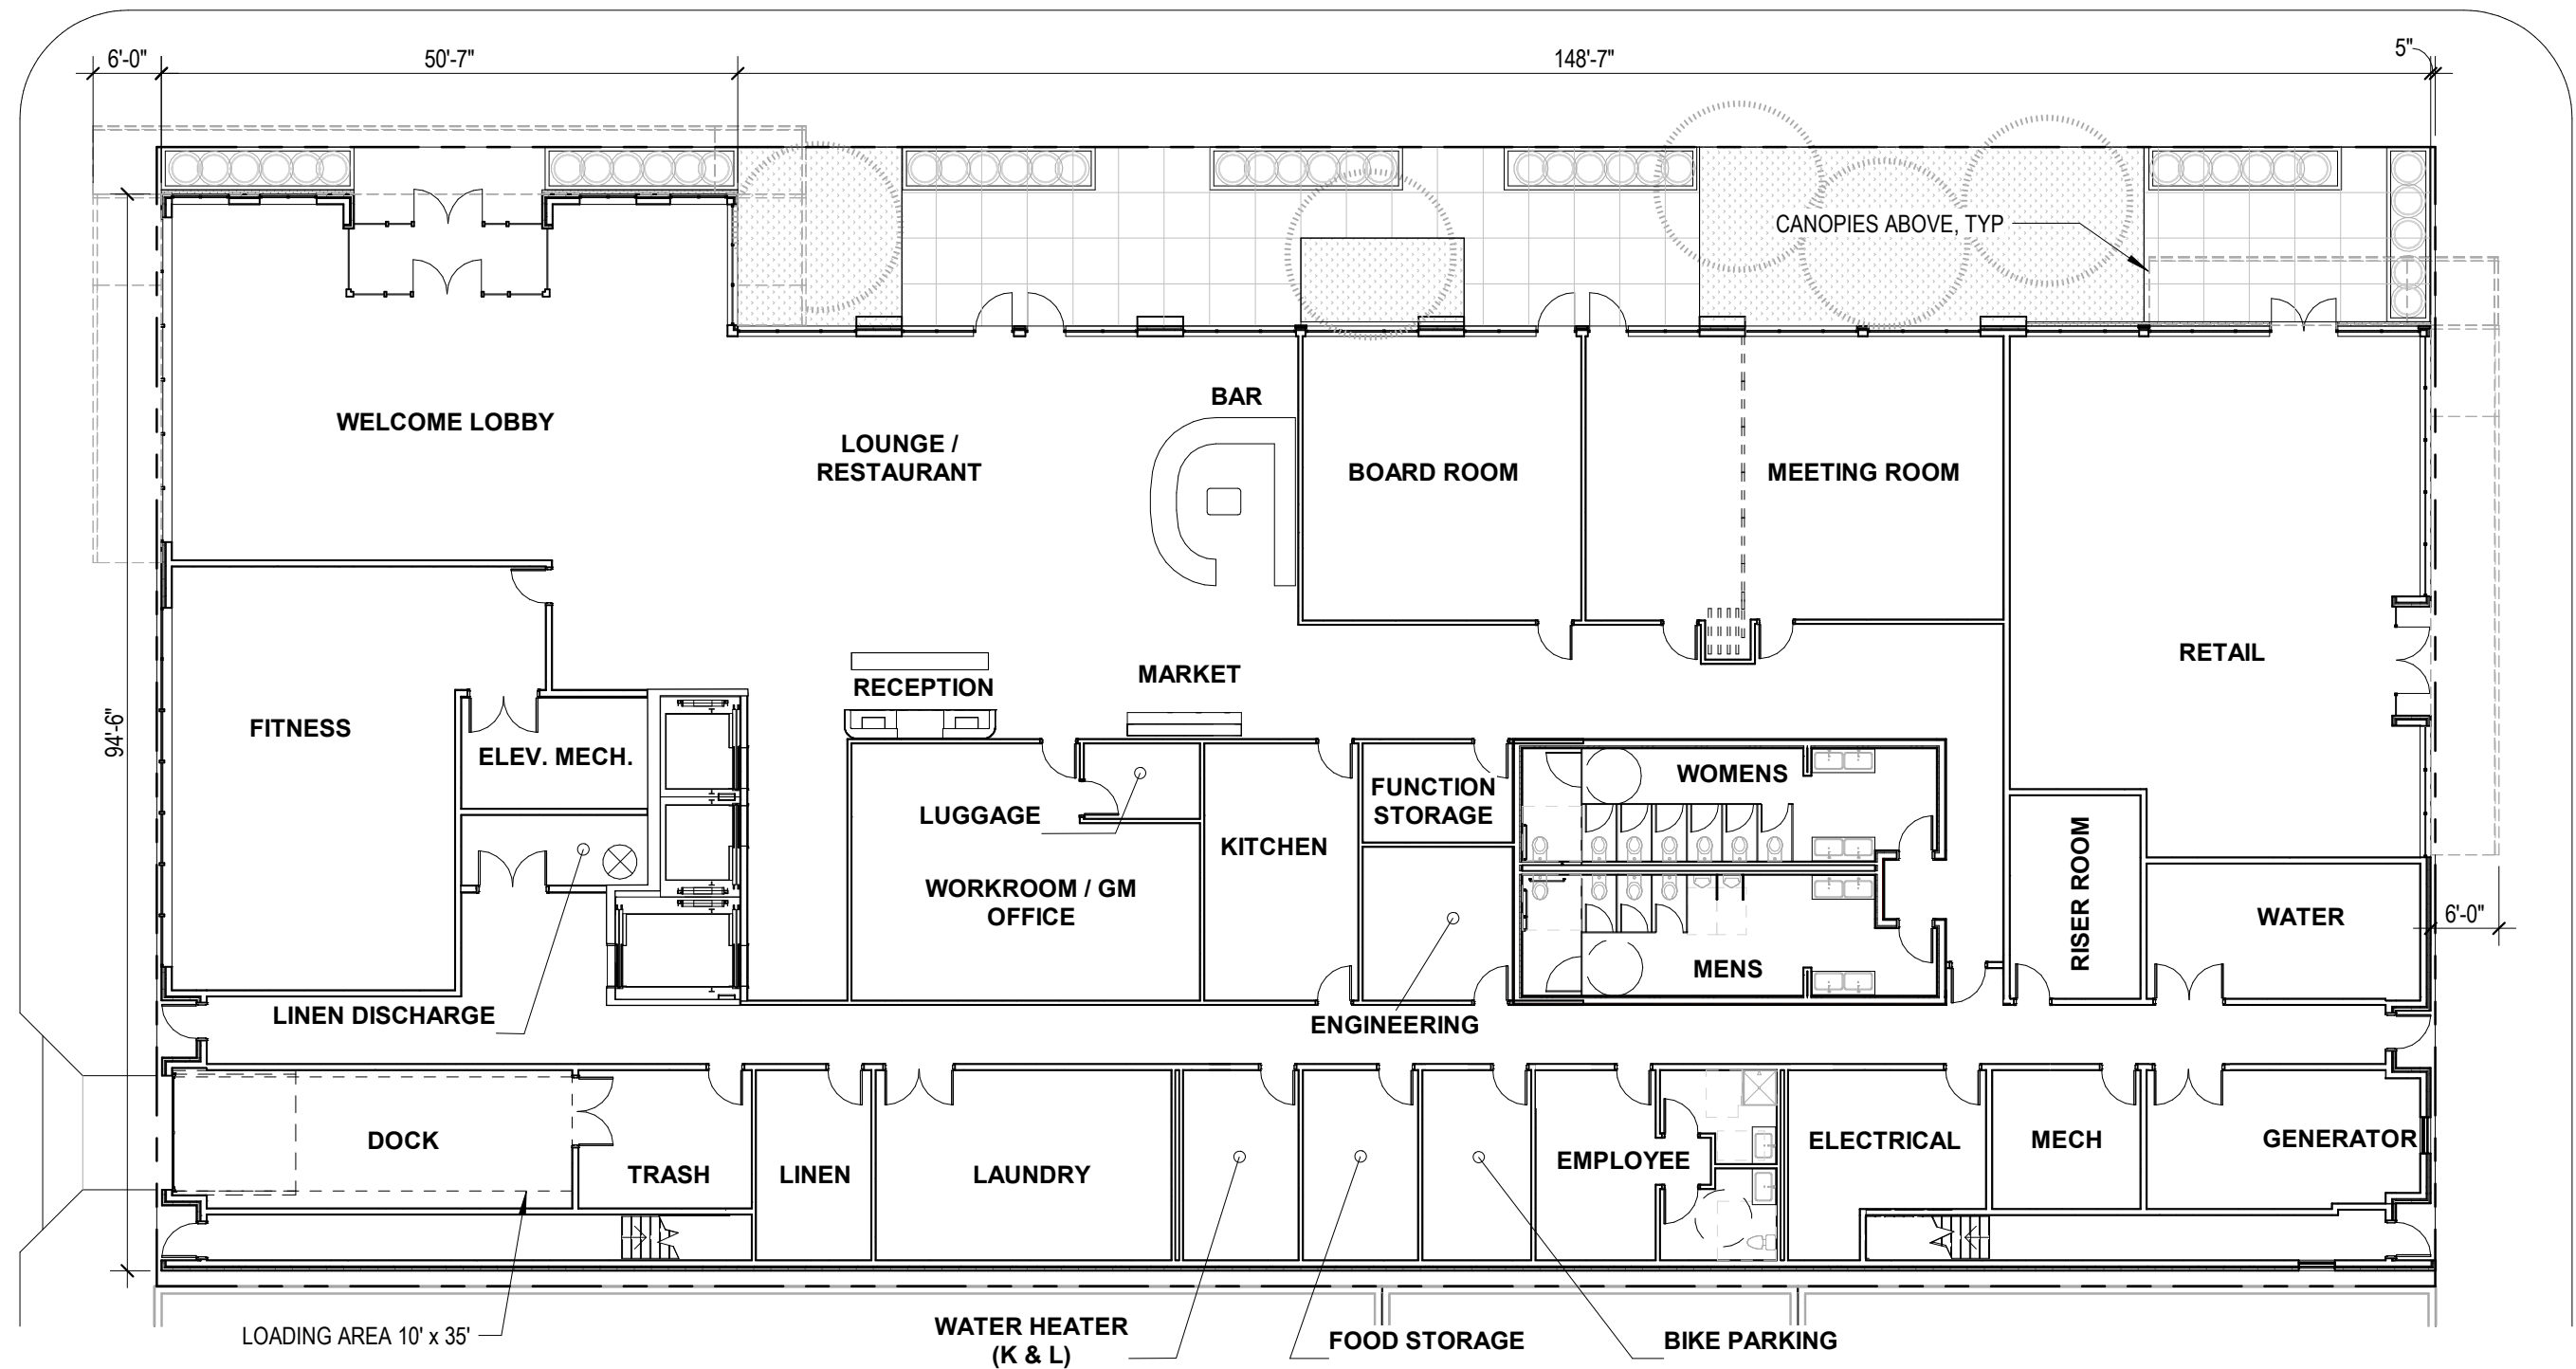 6'-0"
50'-7"
148'-7"
5"
CANOPIES ABOVE, TYP
BAR
WELCOME LOBBY
LOUNGE /
RESTAURANT
BOARD ROOM
MEETING ROOM
RETAIL
MARKET
RECEPTION
FITNESS
94'-6"
ELEV. MECH.
WOMENS
FUNCTION
STORAGE
LUGGAGE
KITCHEN
WORKROOM / GM
OFFICE
RISER ROOM
WATER
6'-0"
MENS
LINEN DISCHARGE
ENGINEERING
DOCK
TRASH
LINEN
LAUNDRY
EMPLOYEE
ELECTRICAL
MECH
GENERATOR
LOADING AREA 10' x 35'
WATER HEATER
(K & L)
FOOD STORAGE
BIKE PARKING